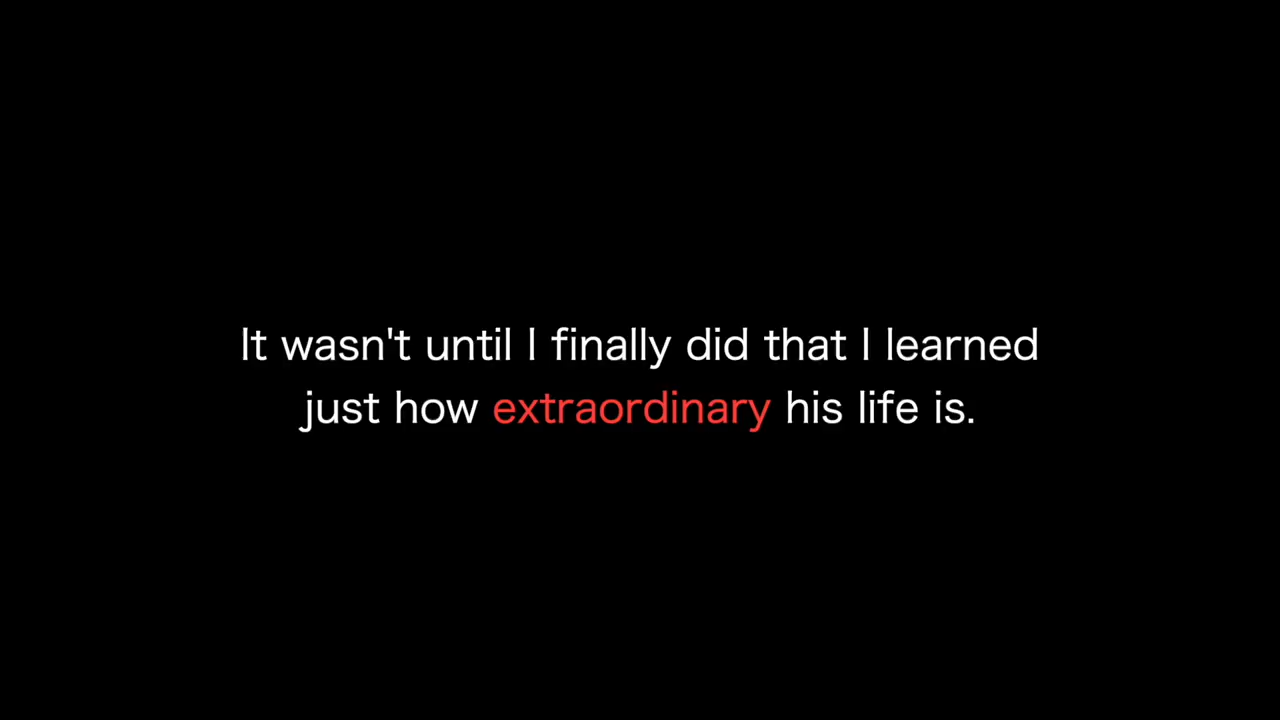 It wasn't until I finally did that I learned
just how extraordinary his life is.